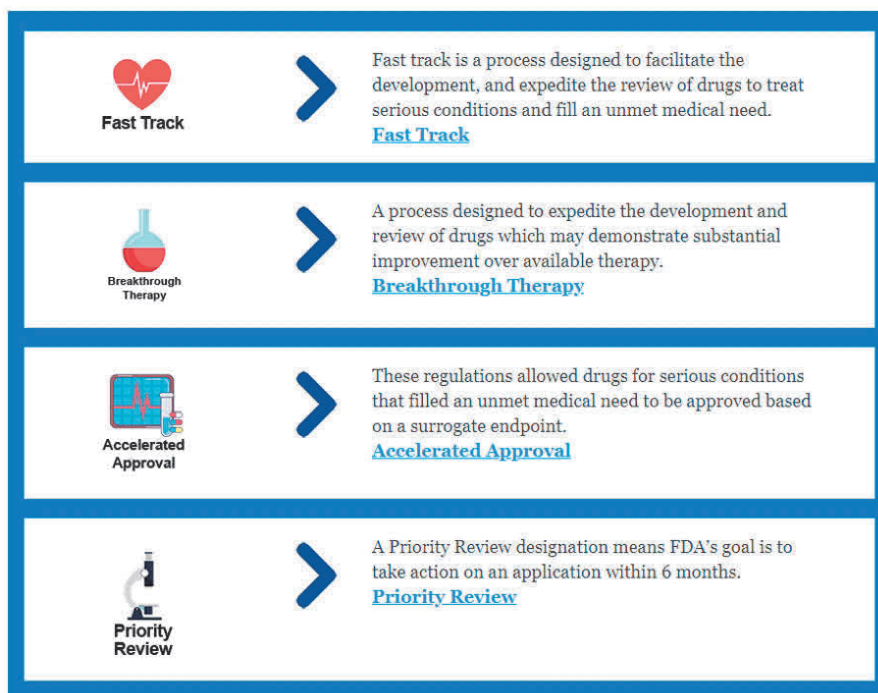 Fast Track
Fast track is a process designed to facilitate the
development, and expedite the review of drugs to treat
serious conditions and fill an unmet medical need.
Fast Track
Breakthrough
Therapy
A process designed to expedite the development and
review of drugs which may demonstrate substantial
improvement over available therapy.
Breakthrough Therapy
Accelerated
Approval
These regulations allowed drugs for serious conditions
that filled an unmet medical need to be approved based
on a surrogate endpoint.
Accelerated Approval
Priority
Review
A Priority Review designation means FDA’s goal is to
take action on an application within 6 months.
Priority Review